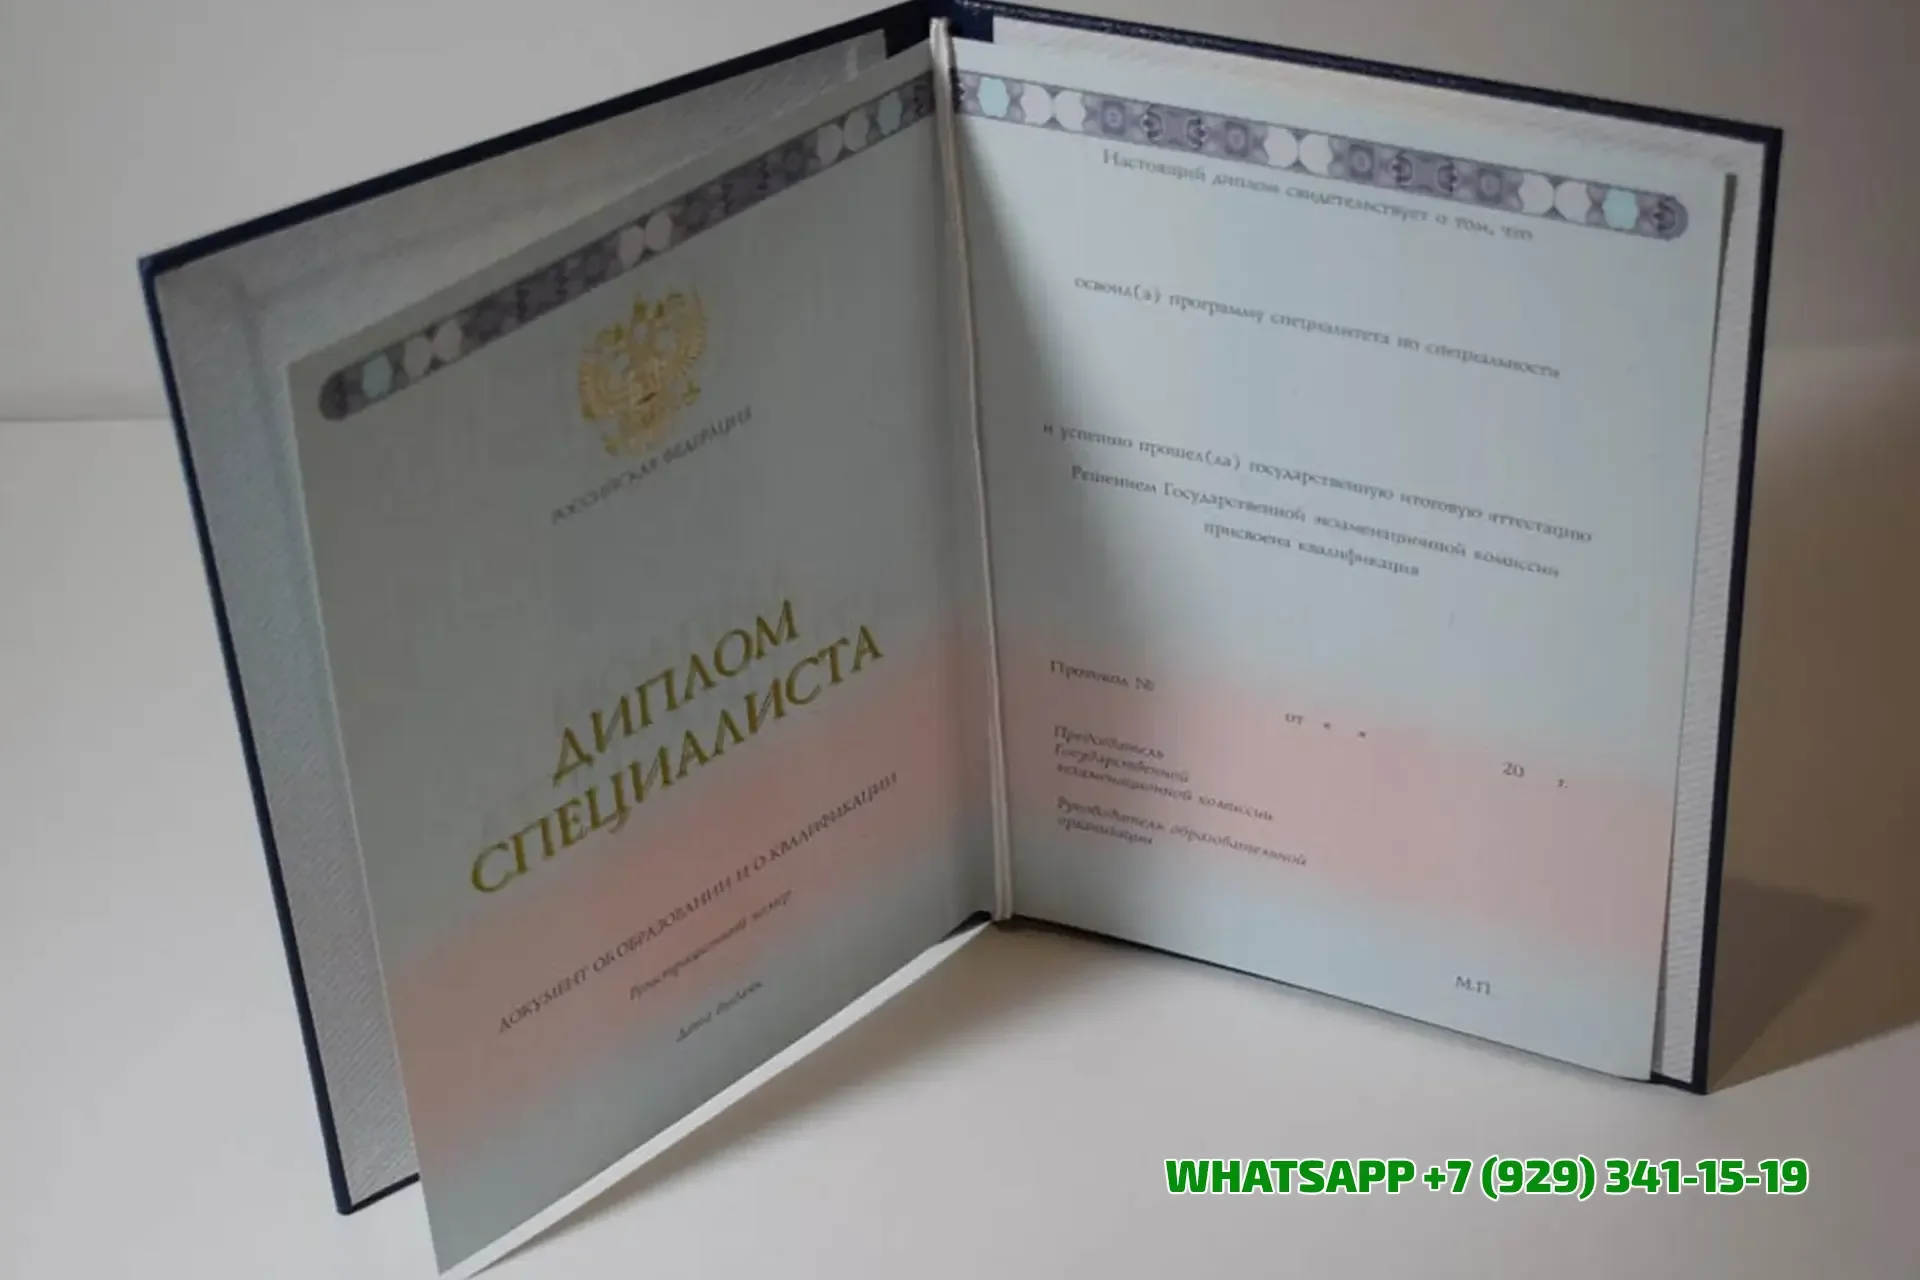 РОССИЙСКАЯ ФЕДЕРАЦИЯ
ДИПЛОМ
СПЕЦИАЛИСТА
ДОКУМЕНТ ОБ ОБРАЗОВАНИИ И О КВАЛИФИКАЦИИ
Регистрационный номер
Дата выдачи
Настоящий диплом свидетельствует о том, что
освоил(а) программу специалитета по специальности
и успешно прошел(ла) государственную итоговую аттестацию
Решением Государственной экзаменационной комиссии
присвоена квалификация
Протокол №
от « »
20 г.
Председатель
Государственной
экзаменационной комиссии
Руководитель образовательной
организации
М.П.
WHATSAPP +7 (929) 341-15-19